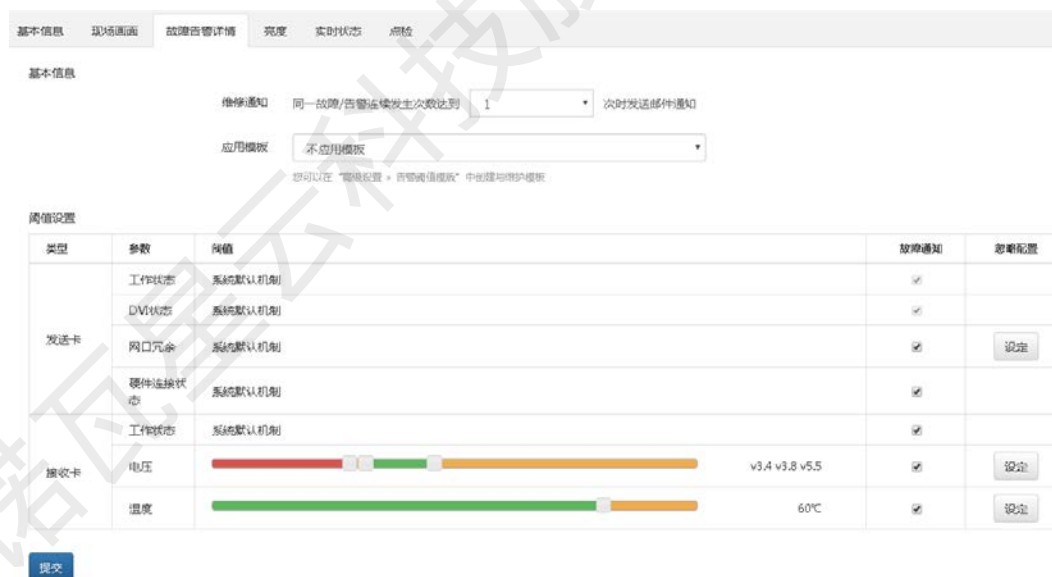 基本信息 现场画面 故障告警详情 亮度 实时状态 点检
基本信息
维修通知 同一故障/告警连续发生次数达到 1 次时发送邮件通知
应用模板 不应用模板
您可以在“高级设置 » 告警阈值模板”中创建与维护模板
阈值设置
类型 参数 阈值 故障通知 忽略配置
工作状态 系统默认机制
DVI状态 系统默认机制
发送卡 网口冗余 系统默认机制 设定
硬件连接状
态 系统默认机制
工作状态 系统默认机制
接收卡 电压 v3.4 v3.8 v5.5 设定
温度 60℃ 设定
提交
诺瓦星云科技股